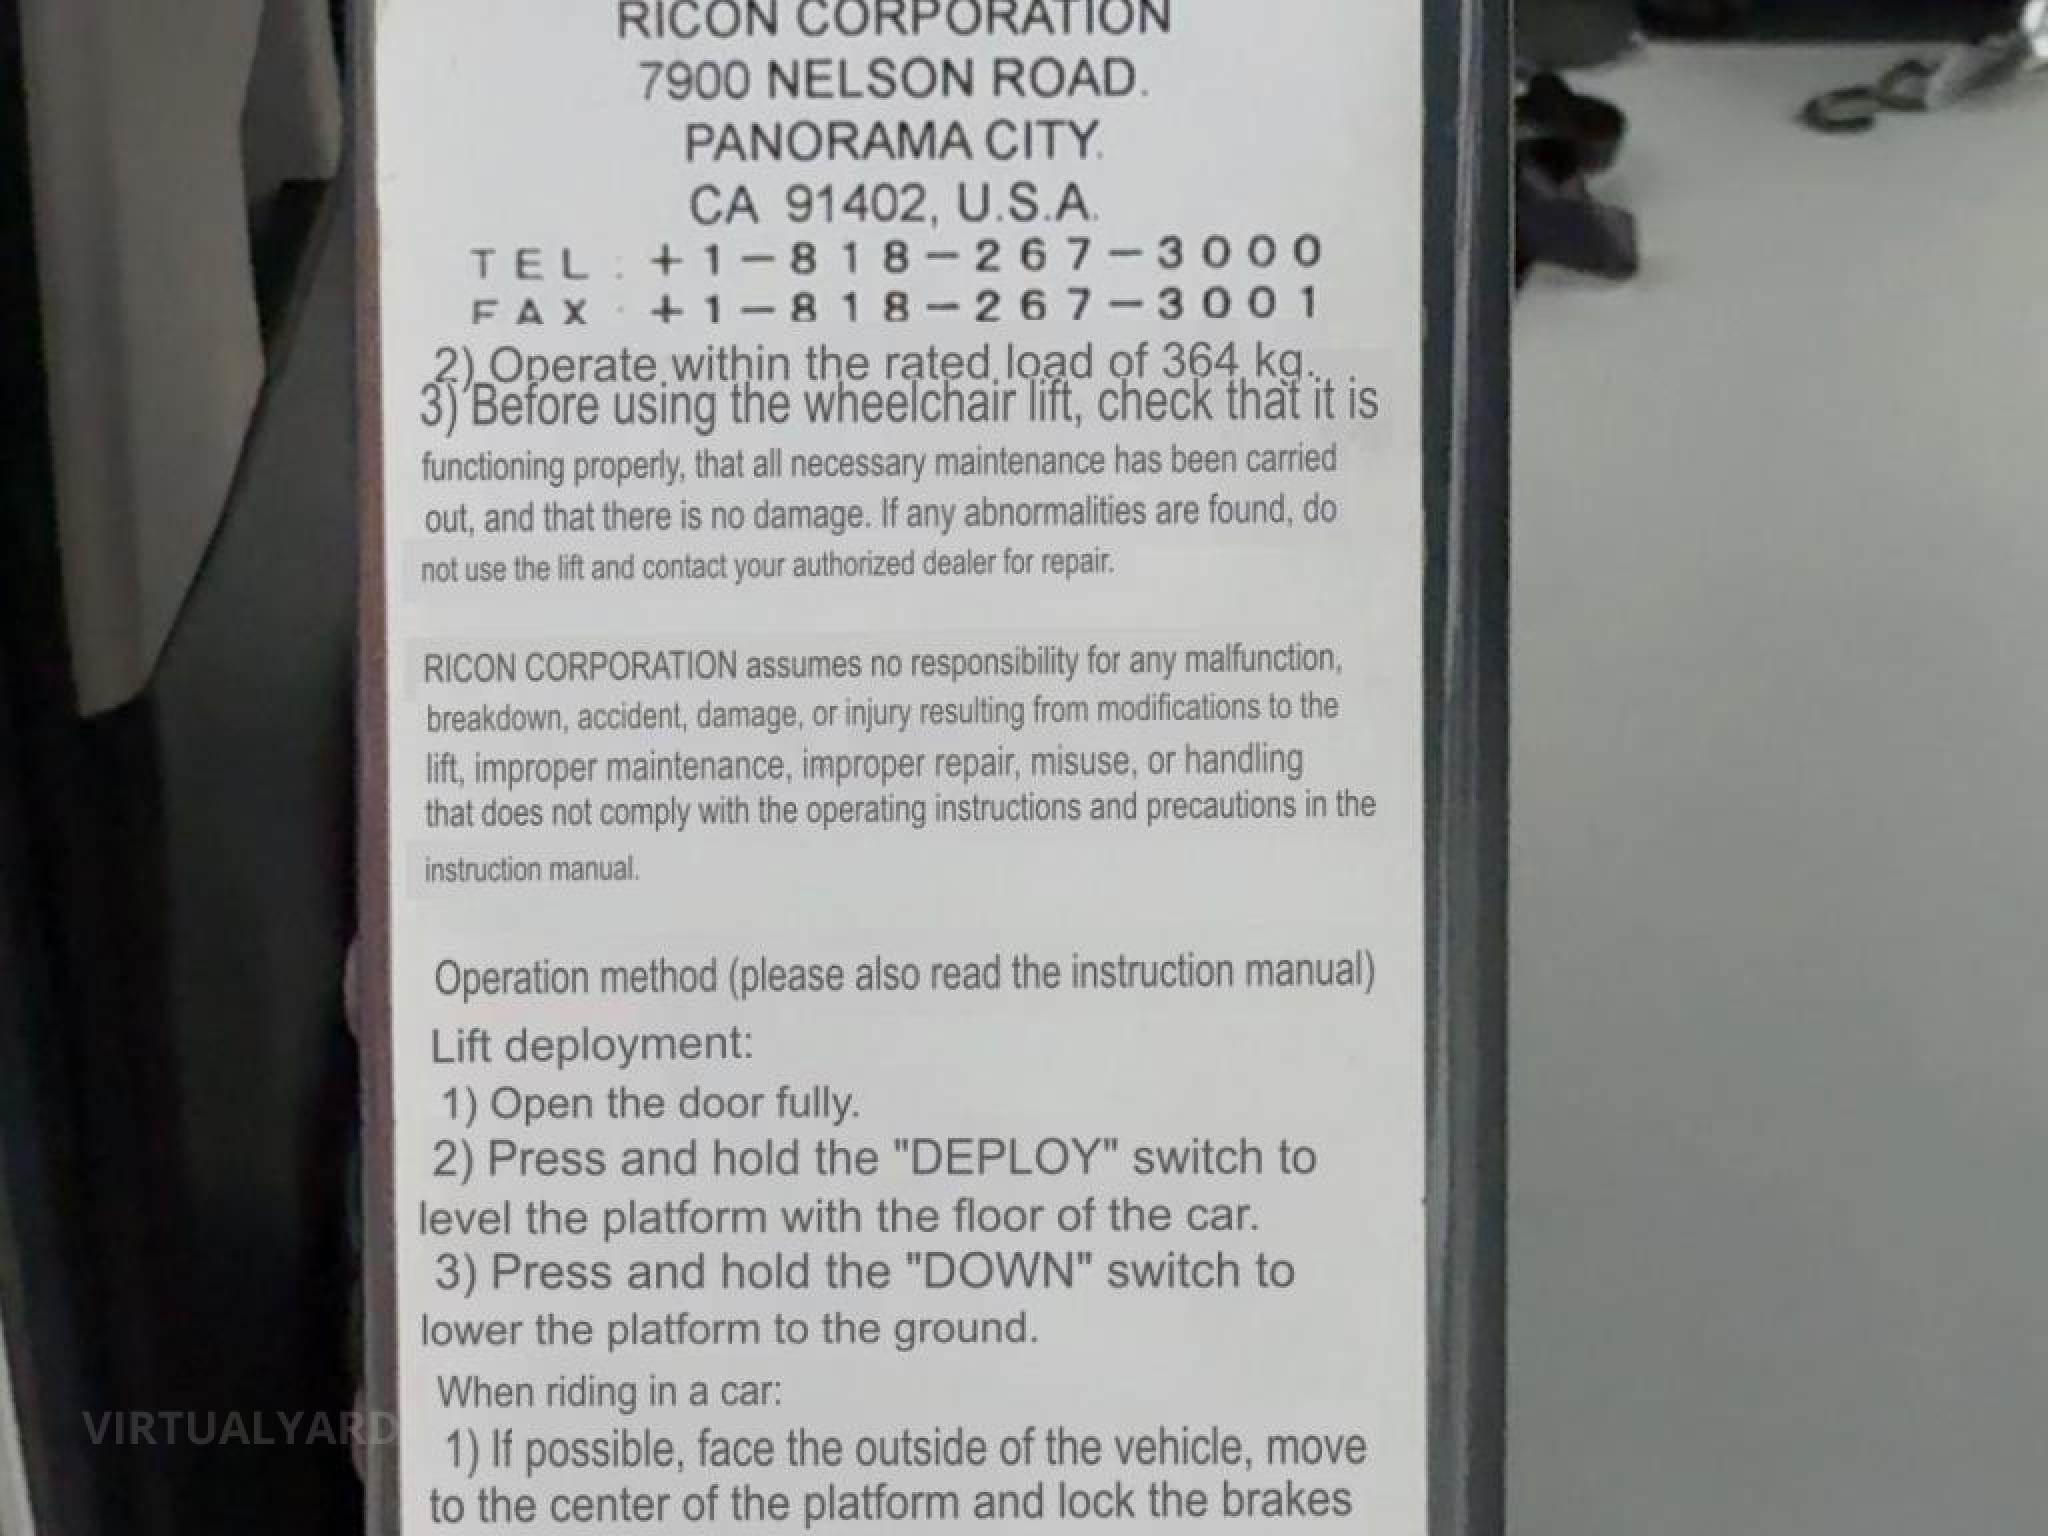 RICON CORPORATION
7900 NELSON ROAD.
PANORAMA CITY.
CA 91402, U.S.A.
TEL : +1-818-267-3000
FAX : +1-818-267-3001
2) Operate within the rated load of 364 kg.
3) Before using the wheelchair lift, check that it is
functioning properly, that all necessary maintenance has been carried
out, and that there is no damage. If any abnormalities are found, do
not use the lift and contact your authorized dealer for repair.
RICON CORPORATION assumes no responsibility for any malfunction,
breakdown, accident, damage, or injury resulting from modifications to the
lift, improper maintenance, improper repair, misuse, or handling
that does not comply with the operating instructions and precautions in the
instruction manual.
Operation method (please also read the instruction manual)
Lift deployment:
1) Open the door fully.
2) Press and hold the "DEPLOY" switch to
level the platform with the floor of the car.
3) Press and hold the "DOWN" switch to
lower the platform to the ground.
When riding in a car:
1) If possible, face the outside of the vehicle, move
to the center of the platform and lock the brakes
VIRTUALYARD